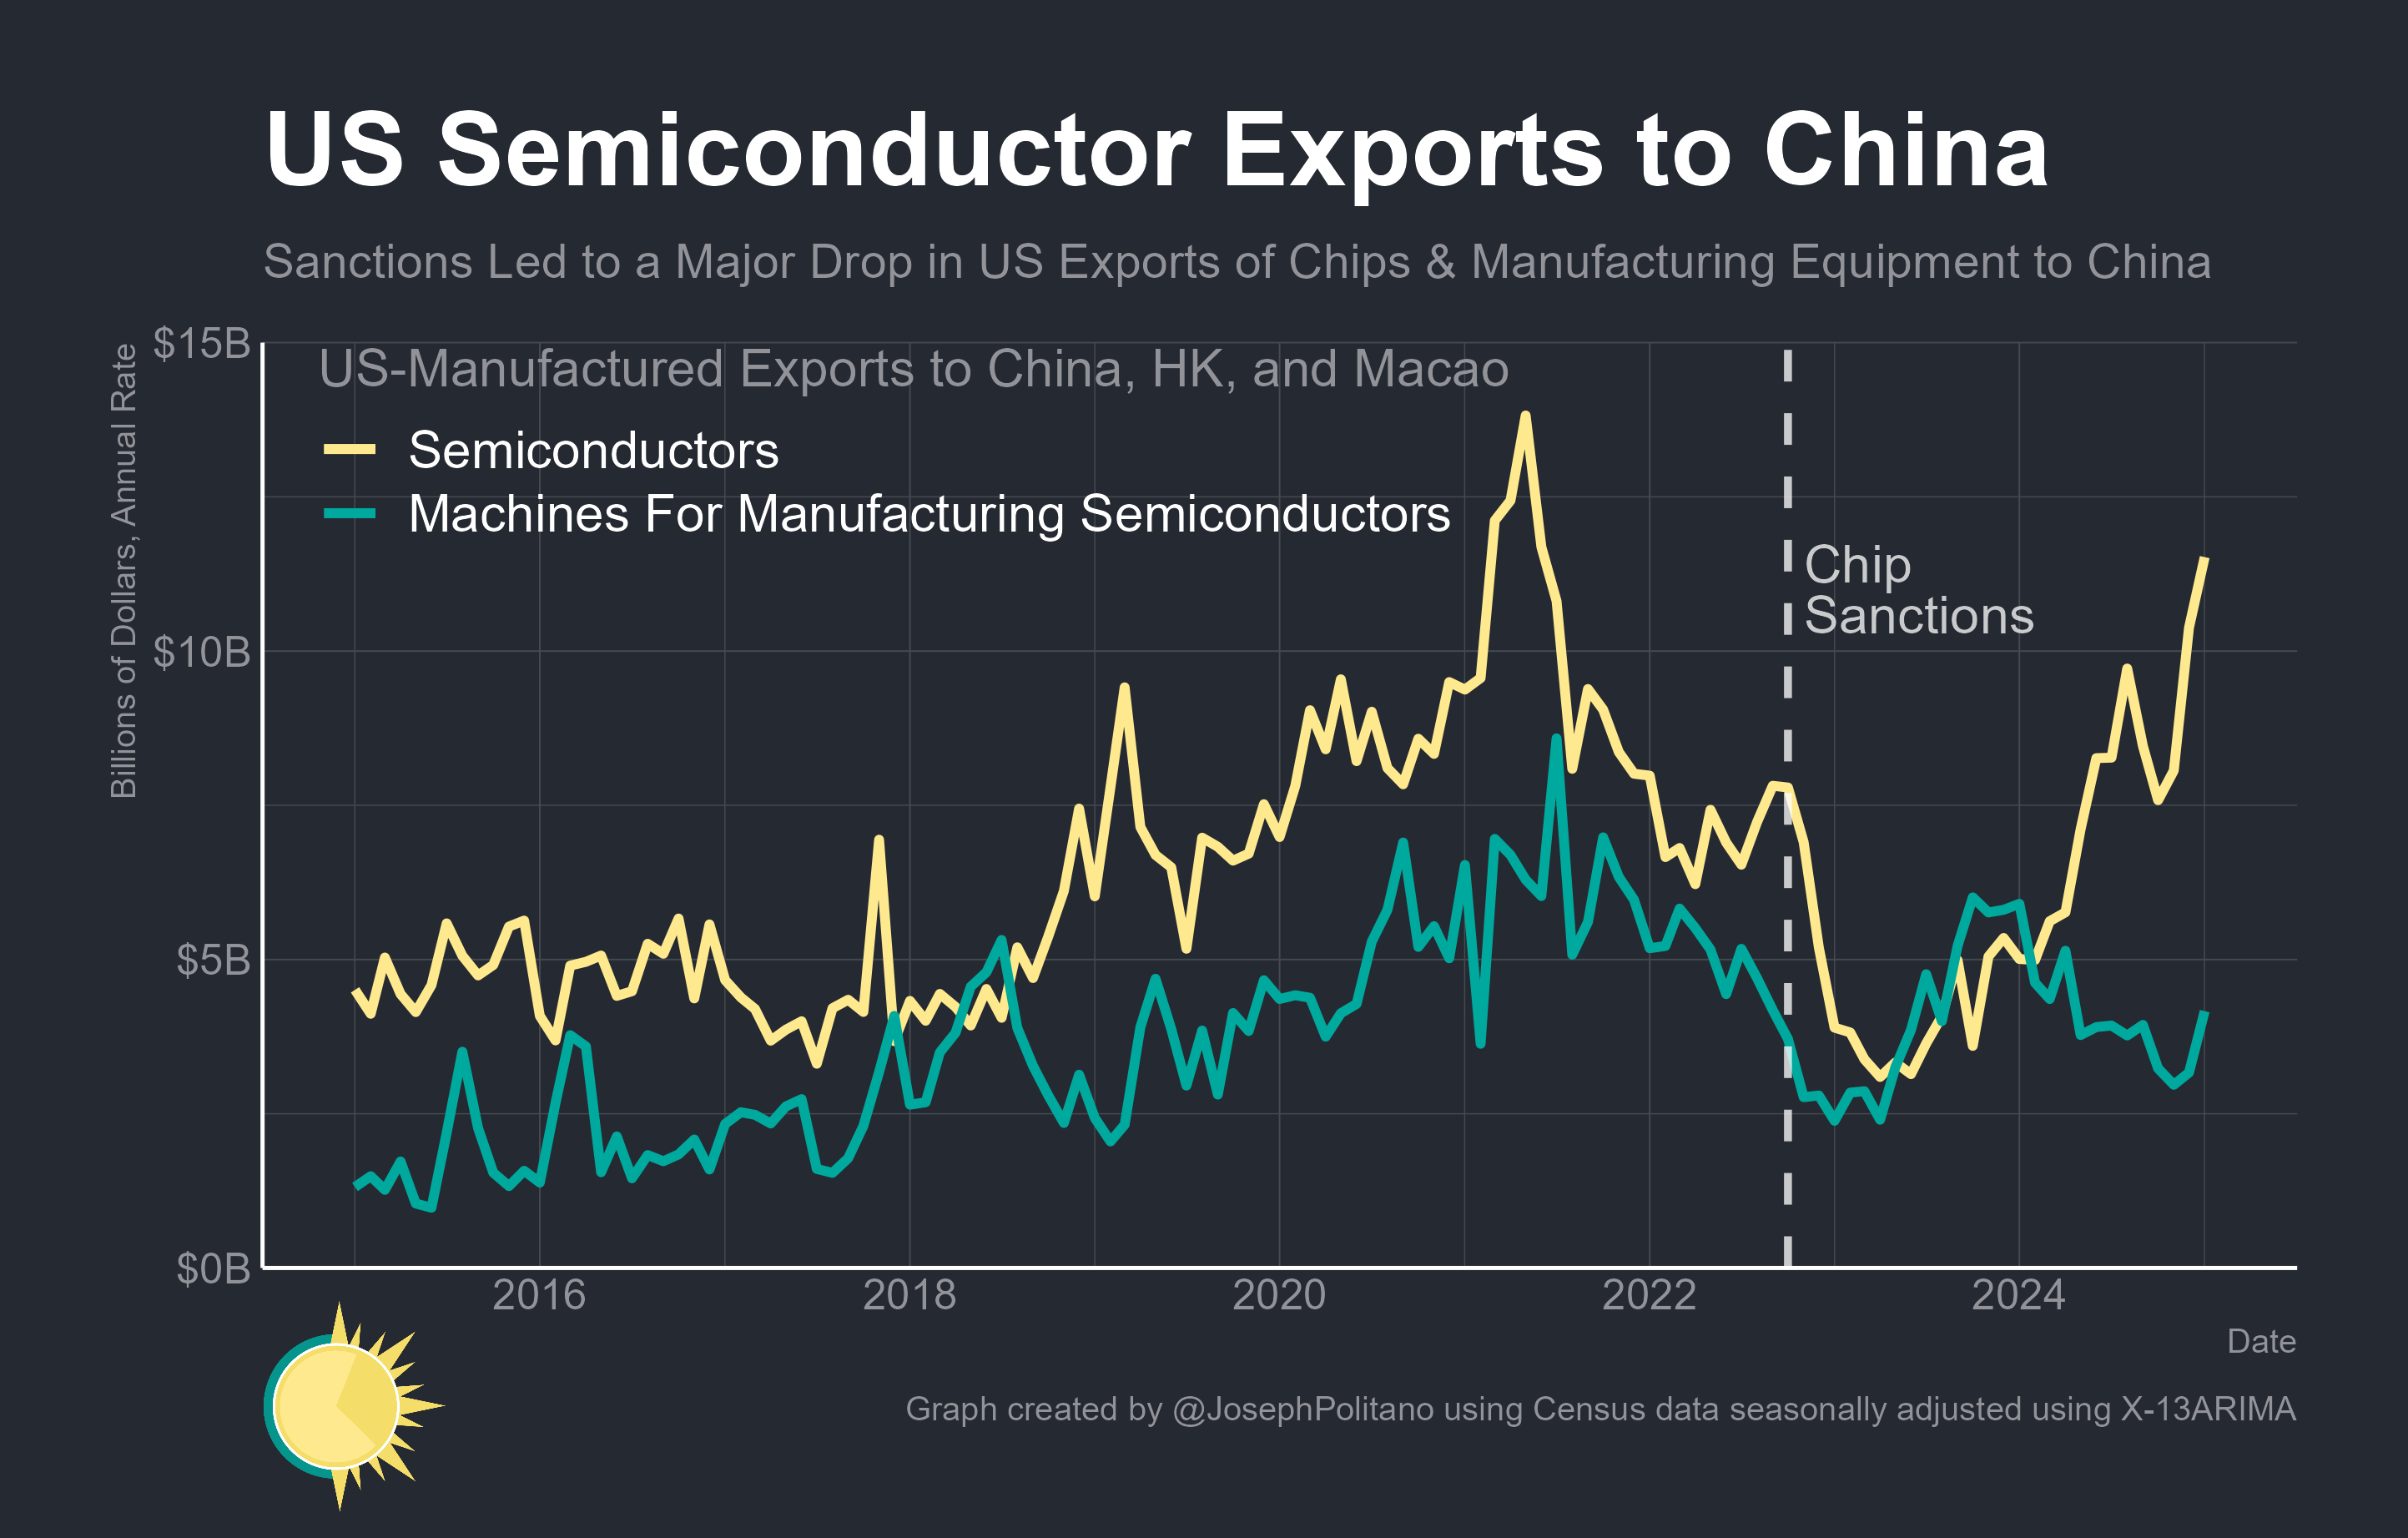 US Semiconductor Exports to China
Sanctions Led to a Major Drop in US Exports of Chips & Manufacturing Equipment to China
Billions of Dollars, Annual Rate
$15B
$10B
$5B
$0B
US-Manufactured Exports to China, HK, and Macao
Semiconductors
Machines For Manufacturing Semiconductors
Chip
Sanctions
2016
2018
2020
2022
2024
Date
Graph created by @JosephPolitano using Census data seasonally adjusted using X-13ARIMA